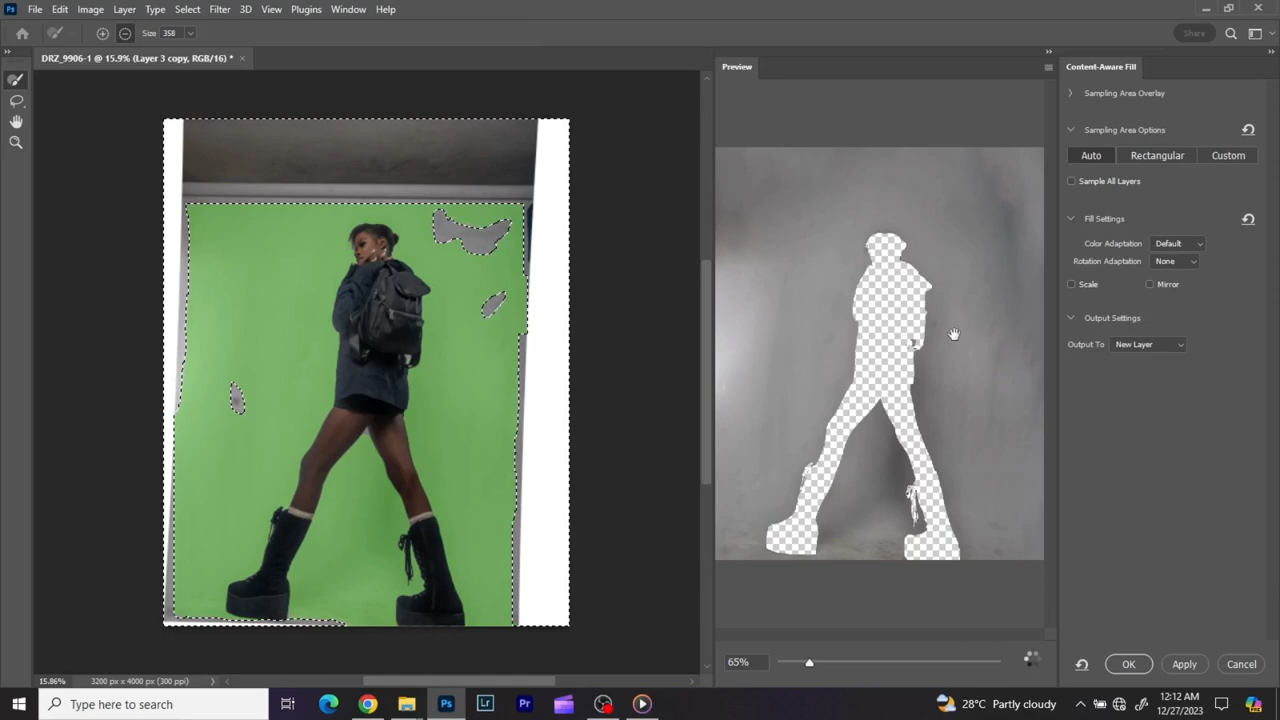 Ps File Edit Image Layer Type Select Filter 3D View Plugins Window Help
Size 358 Share
DRZ_9906-1 @ 15.9% (Layer 3 copy, RGB/16) *
Preview
Content-Aware Fill
Sampling Area Overlay
Sampling Area Options
Auto Rectangular Custom
Sample All Layers
Fill Settings
Color Adaptation Default
Rotation Adaptation None
Scale Mirror
Output Settings
Output To New Layer
65% OK Apply Cancel
15.86% 3200 px x 4000 px (300 ppi)
Type here to search Ps Lr Pr 28°C Partly cloudy 12:12 AM
12/27/2023